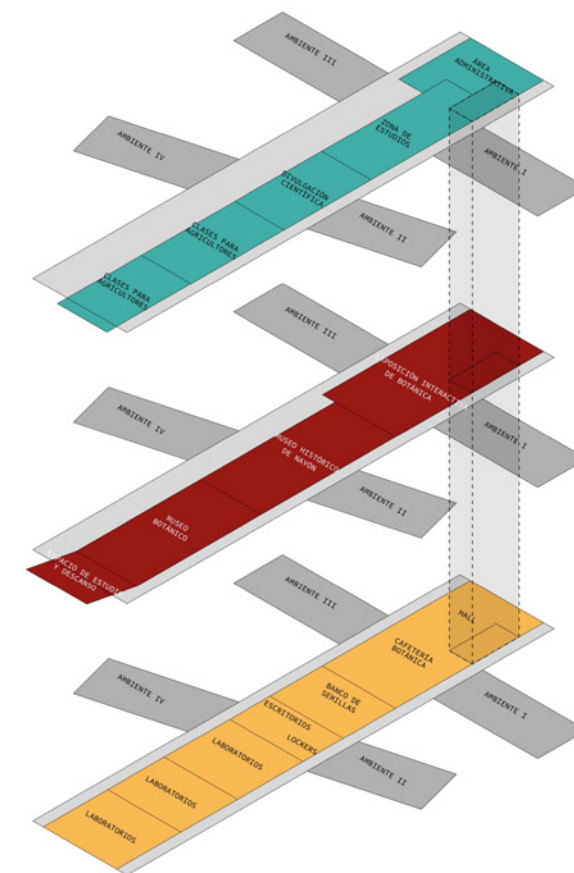 AMBIENTE III
ÁREA
ADMINISTRATIVA
ZONA DE
ESTUDIOS
AMBIENTE I
AMBIENTE IV
DIVULGACIÓN
CIENTÍFICA
AMBIENTE II
CLASES PARA
AGRICULTORES
CLASES PARA
AGRICULTORES
AMBIENTE III
EXPOSICIÓN INTERACTIVA
DE BOTÁNICA
AMBIENTE I
AMBIENTE IV
MUSEO HISTÓRICO
DE NAYÓN
AMBIENTE II
MUSEO
BOTÁNICO
ESPACIO DE ESTUDIO
Y DESCANSO
AMBIENTE III
HALL
CAFETERÍA
BOTÁNICA
AMBIENTE I
AMBIENTE IV
BANCO DE
SEMILLAS
ESCRITORIOS
LOCKERS
AMBIENTE II
LABORATORIOS
LABORATORIOS
LABORATORIOS